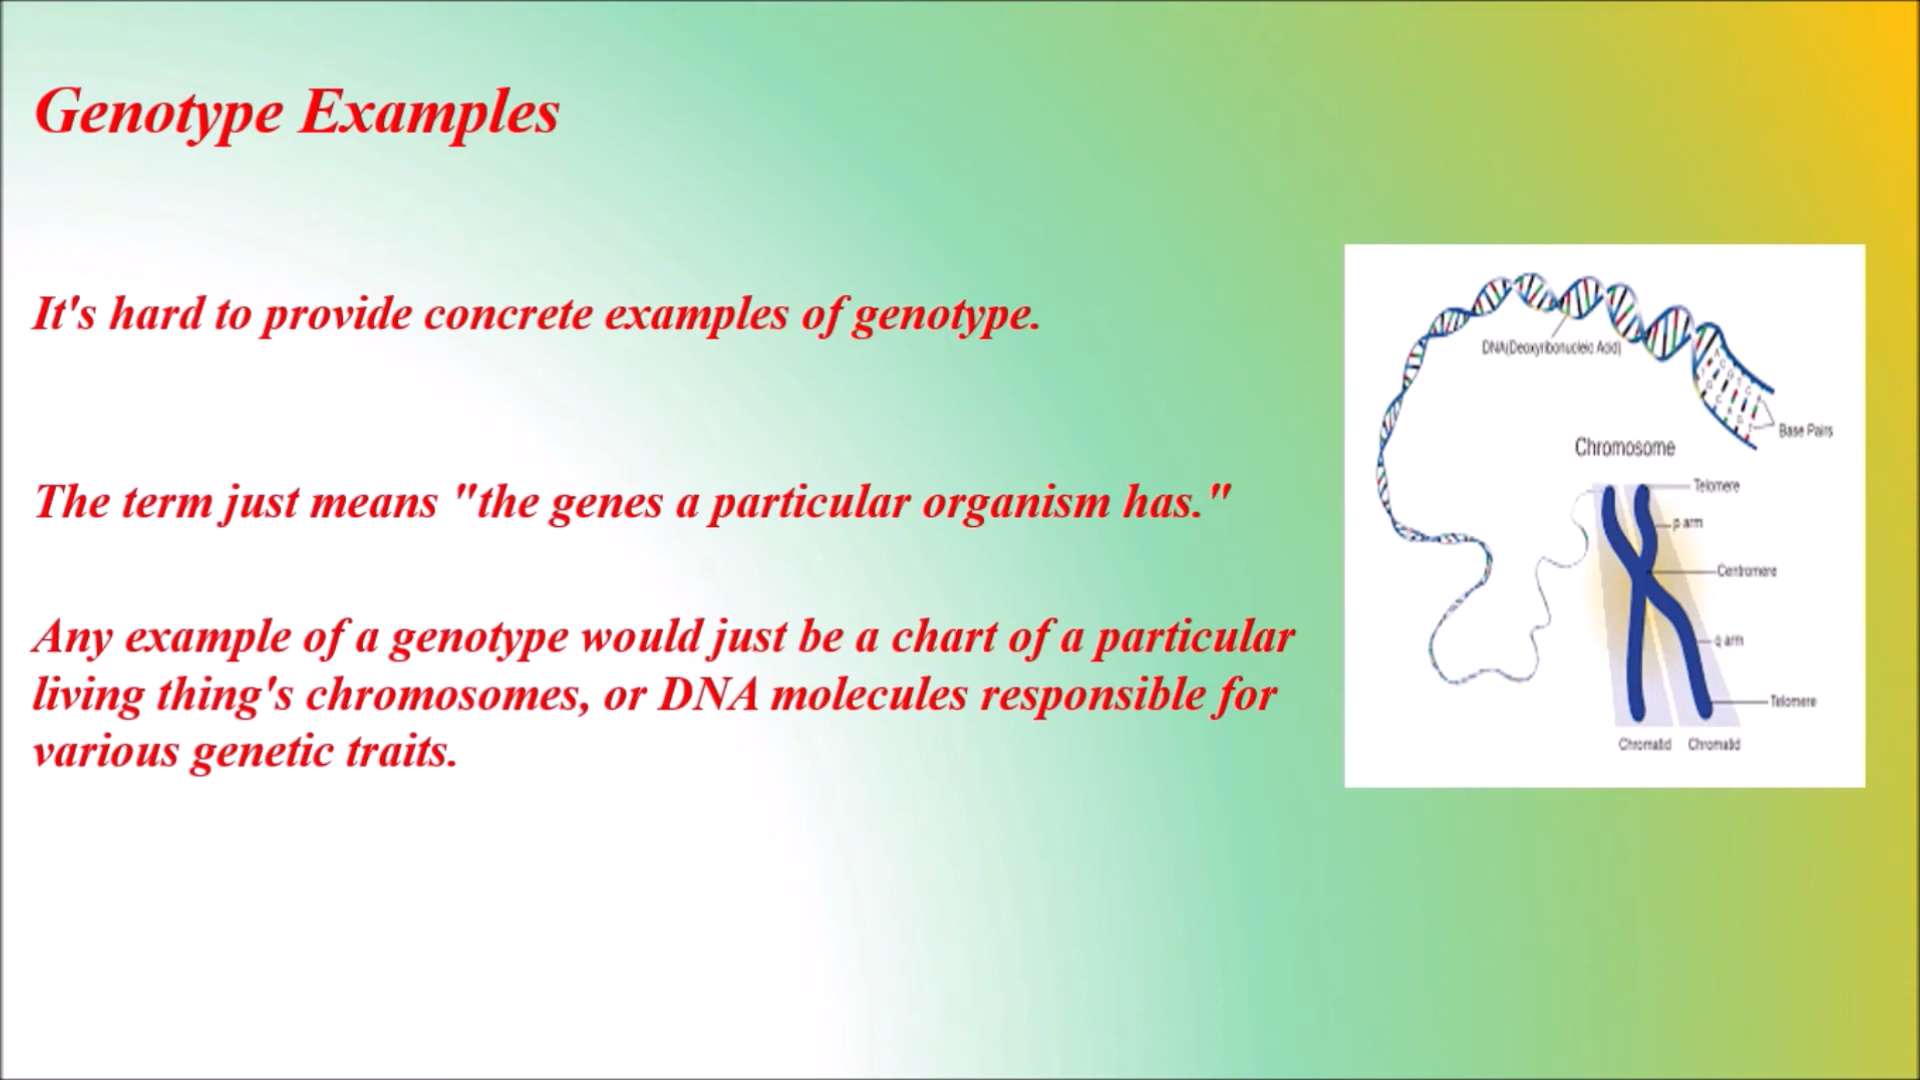 Genotype Examples
It's hard to provide concrete examples of genotype.
The term just means "the genes a particular organism has."
Any example of a genotype would just be a chart of a particular
living thing's chromosomes, or DNA molecules responsible for
various genetic traits.
DNA(Deoxyribonucleic Acid)
Base Pairs
Chromosome
Telomere
p arm
Centromere
q arm
Telomere
Chromatid Chromatid